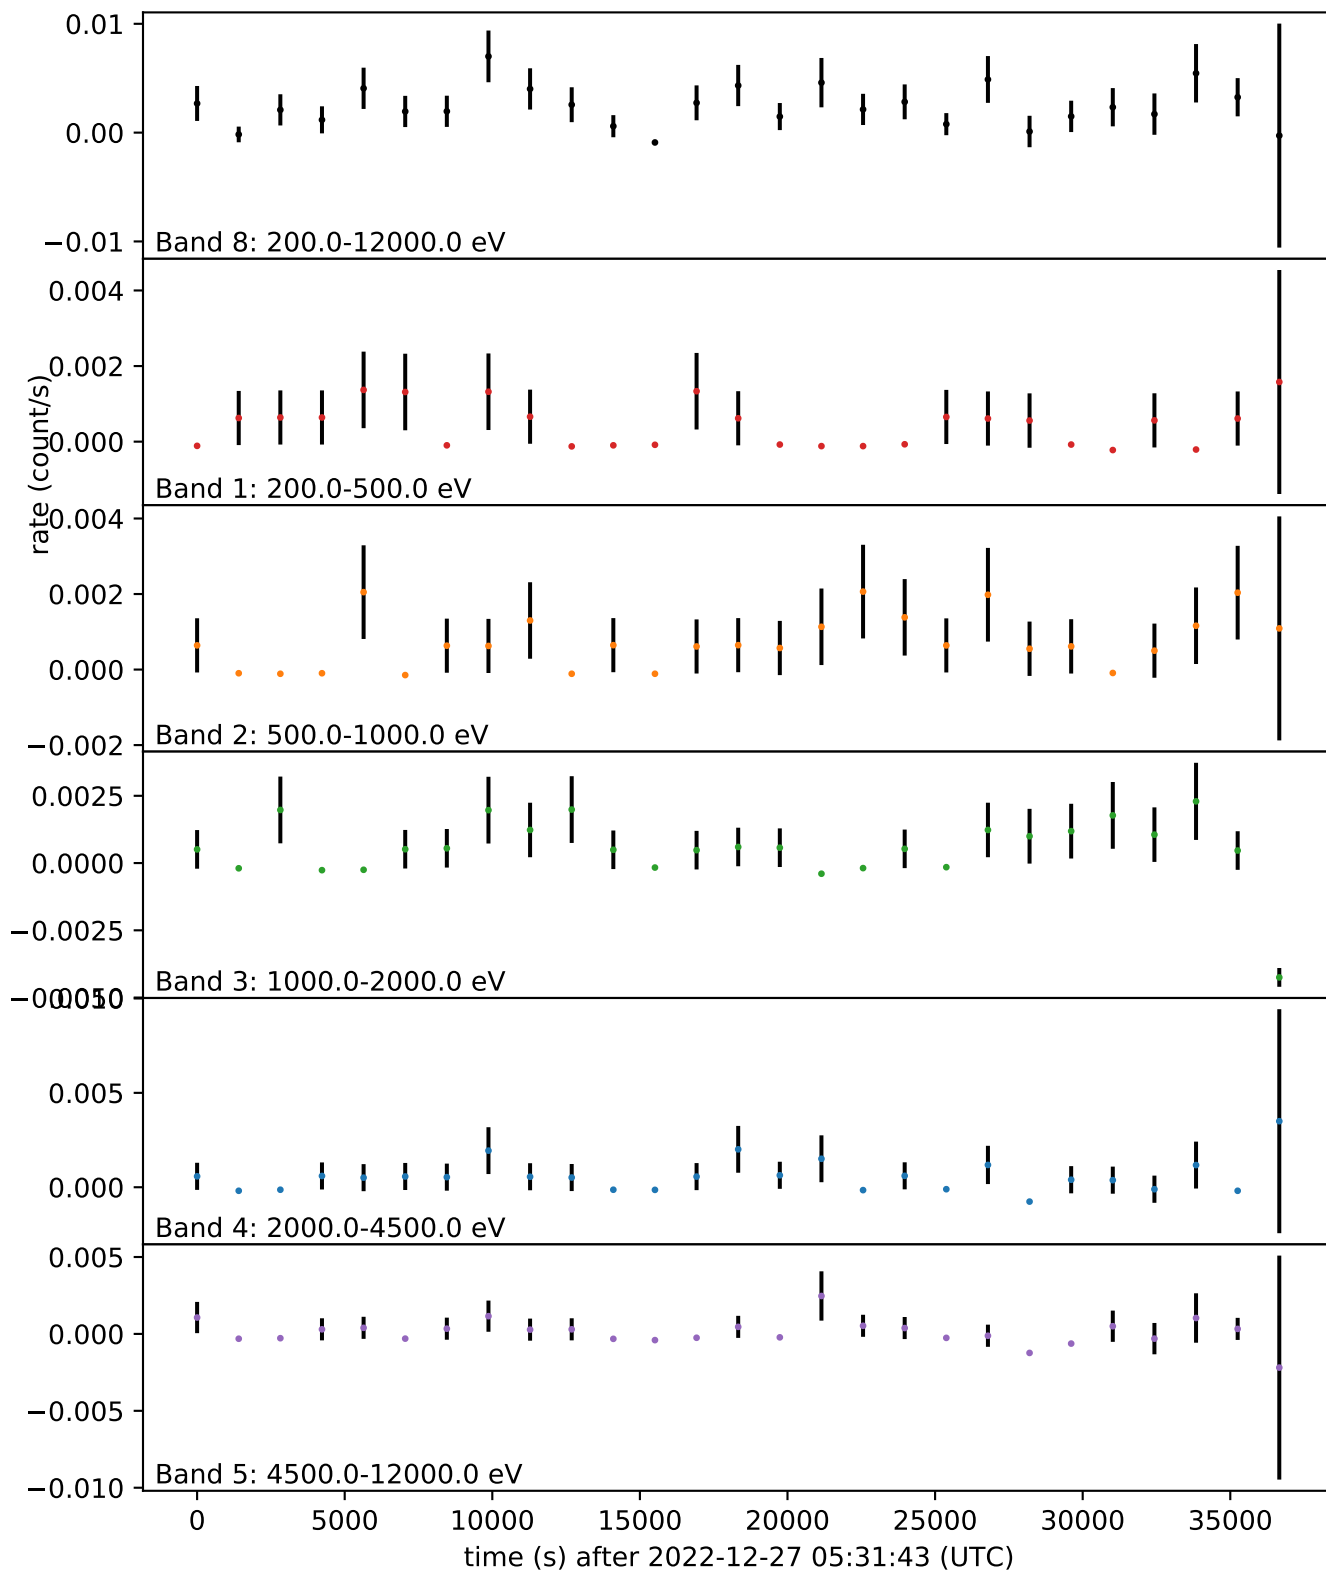 0.01
0.00
−0.01
Band 8: 200.0-12000.0 eV
0.004
0.002
0.000
Band 1: 200.0-500.0 eV
rate (count/s)
0.004
0.002
0.000
−0.002
Band 2: 500.0-1000.0 eV
0.0025
0.0000
−0.0025
−0.0050
Band 3: 1000.0-2000.0 eV
0.010
0.005
0.000
Band 4: 2000.0-4500.0 eV
0.005
0.000
−0.005
−0.010
Band 5: 4500.0-12000.0 eV
0 5000 10000 15000 20000 25000 30000 35000
time (s) after 2022-12-27 05:31:43 (UTC)